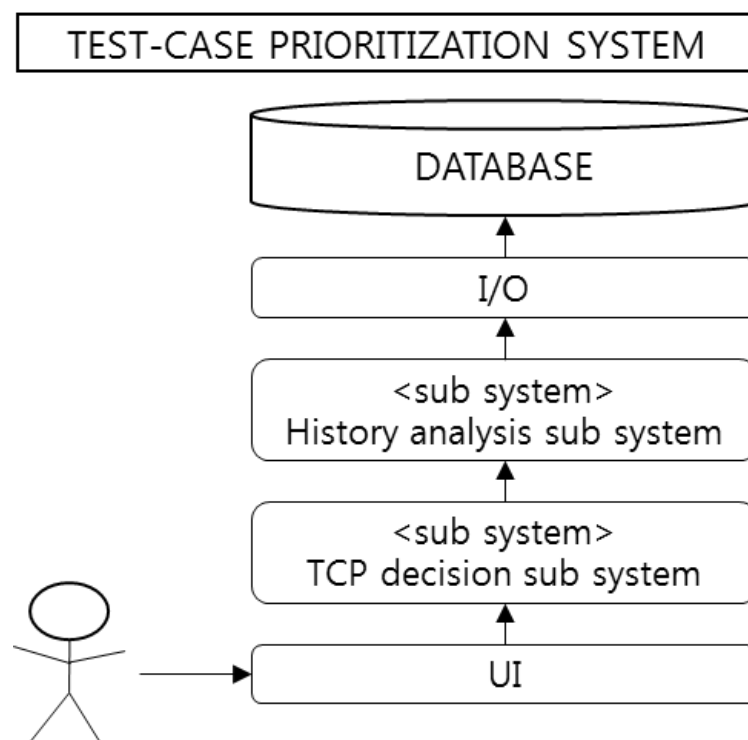 TEST-CASE PRIORITIZATION SYSTEM
DATABASE
I/O
<sub system>
History analysis sub system
<sub system>
TCP decision sub system
UI